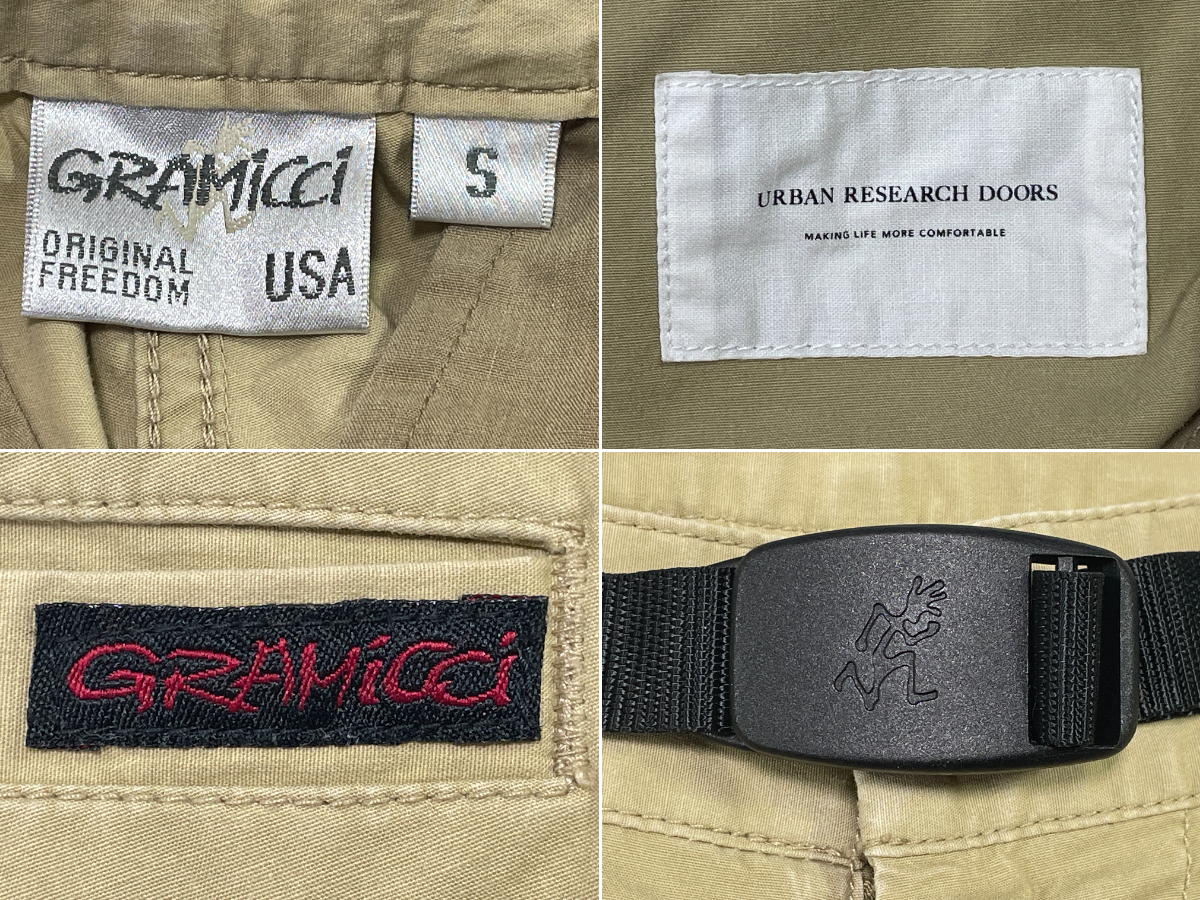 GRAMiCCi
ORIGINAL
FREEDOM
USA
S
URBAN RESEARCH DOORS
MAKING LIFE MORE COMFORTABLE
GRAMiCCi